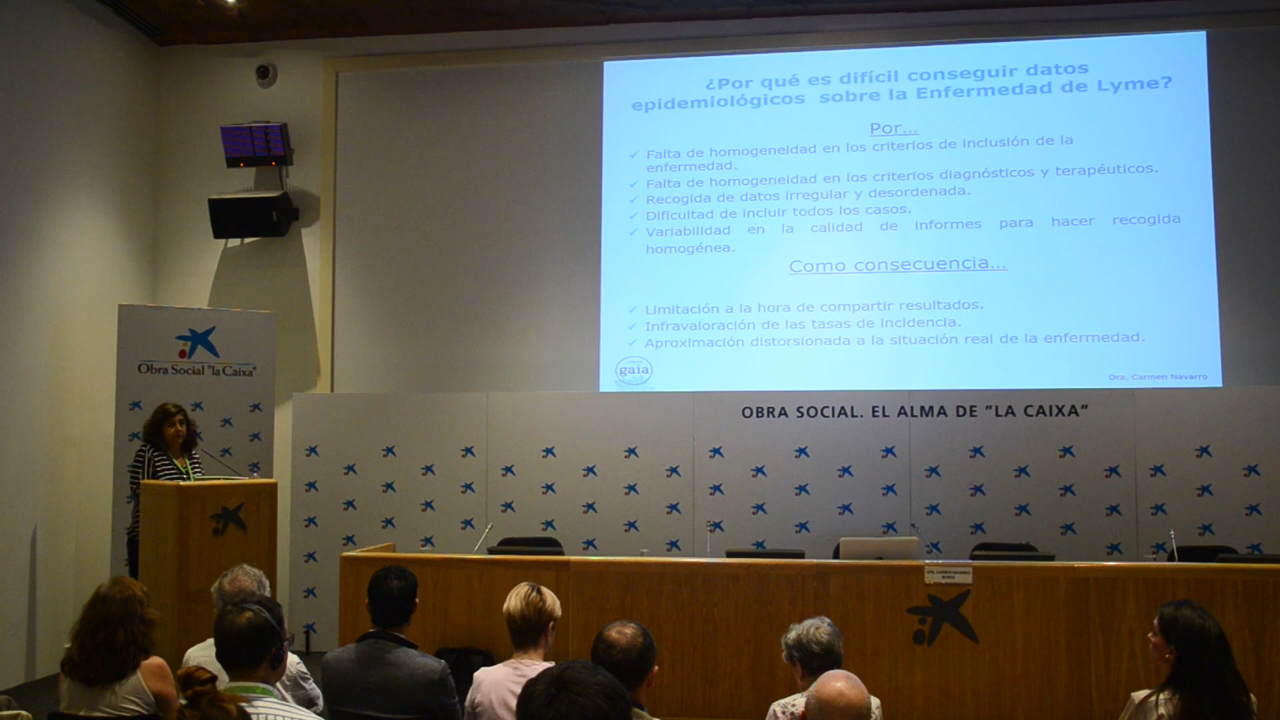 ¿Por qué es difícil conseguir datos
epidemiológicos sobre la Enfermedad de Lyme?
Por...
✓ Falta de homogeneidad en los criterios de inclusión de la
enfermedad.
✓ Falta de homogeneidad en los criterios diagnósticos y terapéuticos.
✓ Recogida de datos irregular y desordenada.
✓ Dificultad de incluir todos los casos.
✓ Variabilidad en la calidad de informes para hacer recogida
homogénea.
Como consecuencia...
✓ Limitación a la hora de compartir resultados.
✓ Infravaloración de las tasas de incidencia.
✓ Aproximación distorsionada a la situación real de la enfermedad.
gaia
Dra. Carmen Navarro
Obra Social "la Caixa"
OBRA SOCIAL. EL ALMA DE "LA CAIXA"